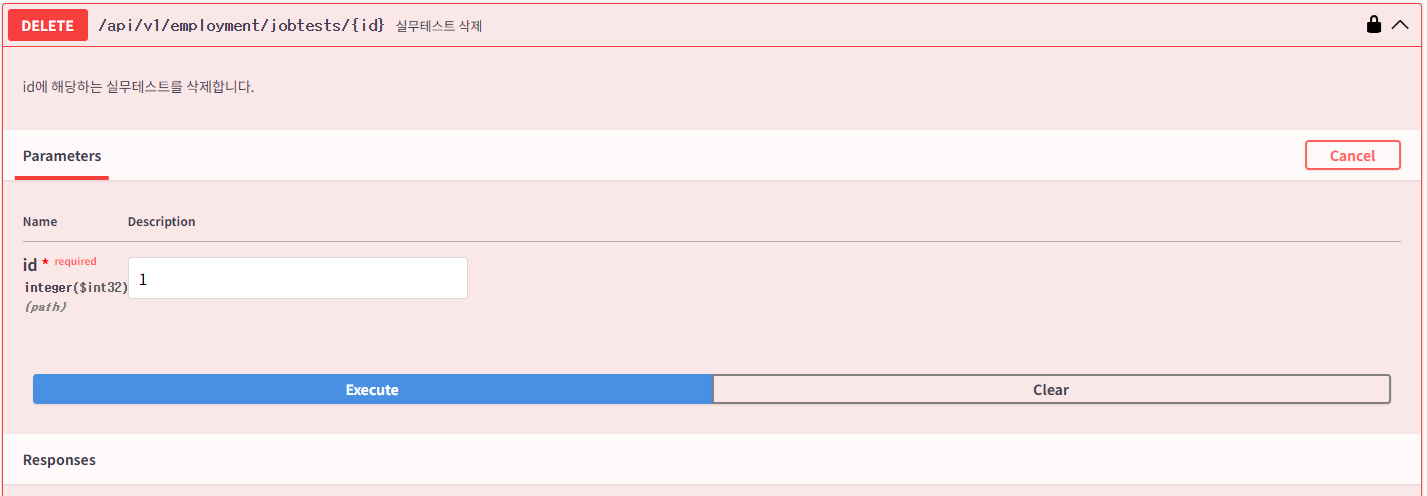 DELETE /api/v1/employment/jobtests/{id} 실무테스트 삭제
id에 해당하는 실무테스트를 삭제합니다.
Parameters Cancel
Name Description
id * required
integer($int32) 1
(path)
Execute Clear
Responses